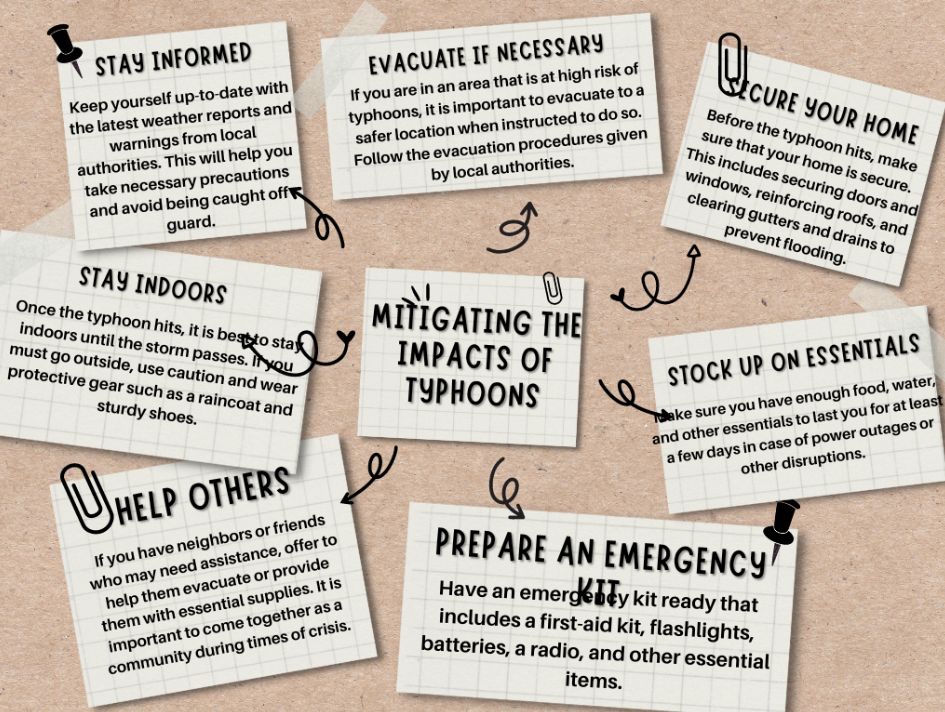 STAY INFORMED
Keep yourself up-to-date with
the latest weather reports and
warnings from local
authorities. This will help you
take necessary precautions
and avoid being caught off
guard.
EVACUATE IF NECESSARY
If you are in an area that is at high risk of
typhoons, it is important to evacuate to a
safer location when instructed to do so.
Follow the evacuation procedures given
by local authorities.
SECURE YOUR HOME
Before the typhoon hits, make
sure that your home is secure.
This includes securing doors and
windows, reinforcing roofs, and
clearing gutters and drains to
prevent flooding.
STAY INDOORS
Once the typhoon hits, it is best to stay
indoors until the storm passes. If you
must go outside, use caution and wear
protective gear such as a raincoat and
sturdy shoes.
MITIGATING THE
IMPACTS OF
TYPHOONS
STOCK UP ON ESSENTIALS
Make sure you have enough food, water,
and other essentials to last you for at least
a few days in case of power outages or
other disruptions.
HELP OTHERS
If you have neighbors or friends
who may need assistance, offer to
help them evacuate or provide
them with essential supplies. It is
important to come together as a
community during times of crisis.
PREPARE AN EMERGENCY
KIT
Have an emergency kit ready that
includes a first-aid kit, flashlights,
batteries, a radio, and other essential
items.